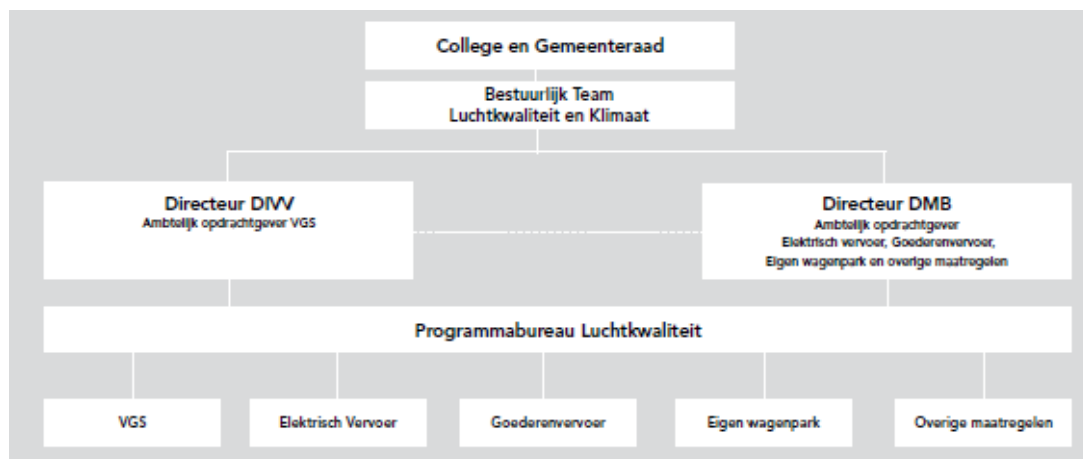 College en Gemeenteraad
Bestuurlijk Team
Luchtkwaliteit en Klimaat
Directeur DIVV
Ambtelijk opdrachtgever VGS
Directeur DMB
Ambtelijk opdrachtgever
Elektrisch vervoer, Goederenvervoer,
Eigen wagenpark en overige maatregelen
Programmabureau Luchtkwaliteit
VGS
Elektrisch Vervoer
Goederenvervoer
Eigen wagenpark
Overige maatregelen